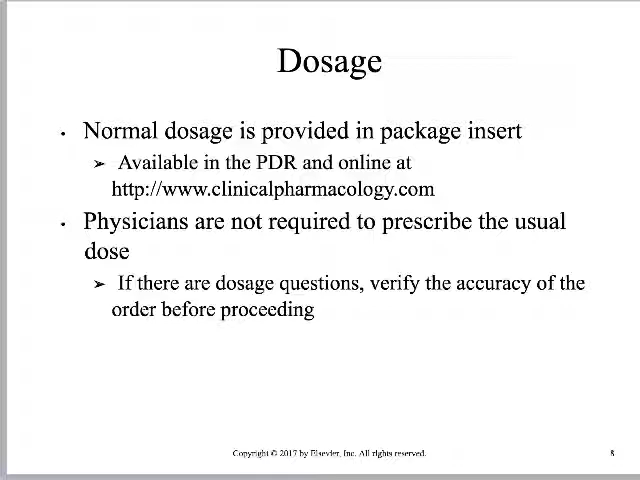 Dosage
• Normal dosage is provided in package insert
➢ Available in the PDR and online at
http://www.clinicalpharmacology.com
• Physicians are not required to prescribe the usual
dose
➢ If there are dosage questions, verify the accuracy of the
order before proceeding
Copyright © 2017 by Elsevier, Inc. All rights reserved.
8